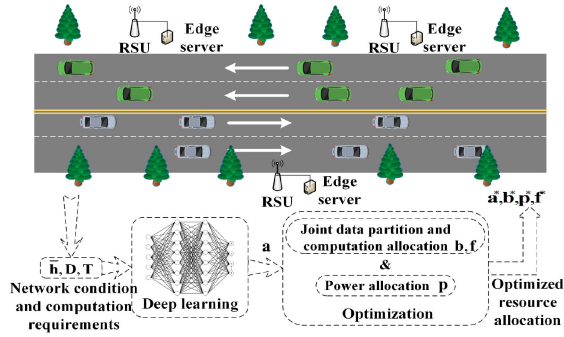 RSU
Edge
server
RSU
Edge
server
RSU
Edge
server
a*,b*,p*,f*
h̄, D, T
Network condition
and computation
requirements
Deep learning
a
Joint data partition and
computation allocation b, f
&
Power allocation p
Optimization
Optimized
resource
allocation